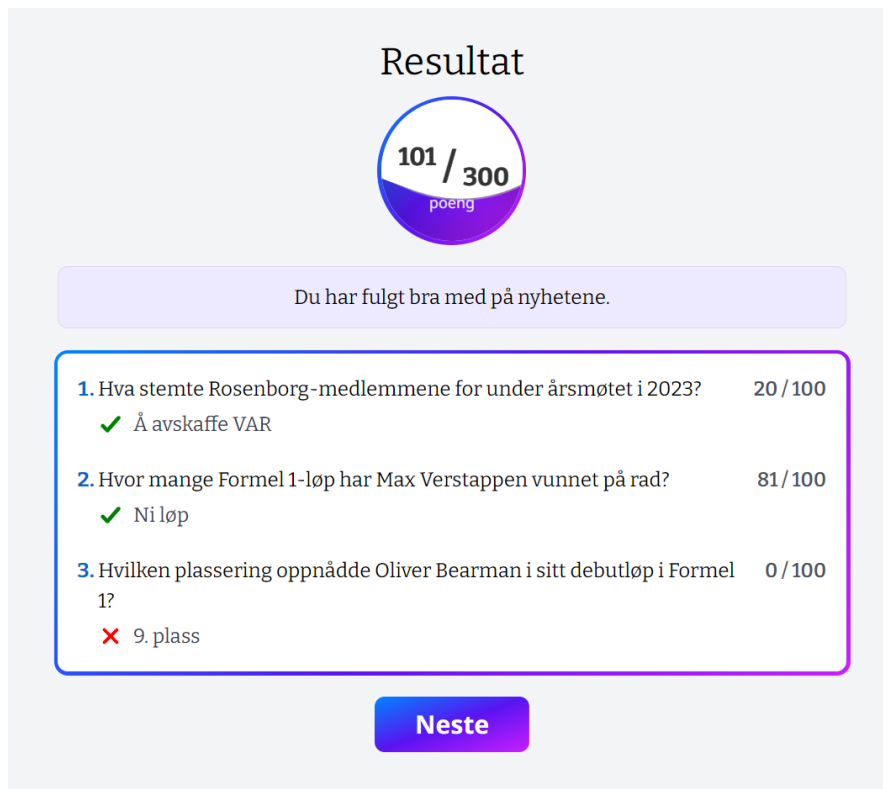 Resultat
101 / 300
poeng
Du har fulgt bra med på nyhetene.
1. Hva stemte Rosenborg-medlemmene for under årsmøtet i 2023? 20 / 100
Å avskaffe VAR
2. Hvor mange Formel 1-løp har Max Verstappen vunnet på rad? 81 / 100
Ni løp
3. Hvilken plassering oppnådde Oliver Bearman i sitt debutløp i Formel 0 / 100
1?
9. plass
Neste